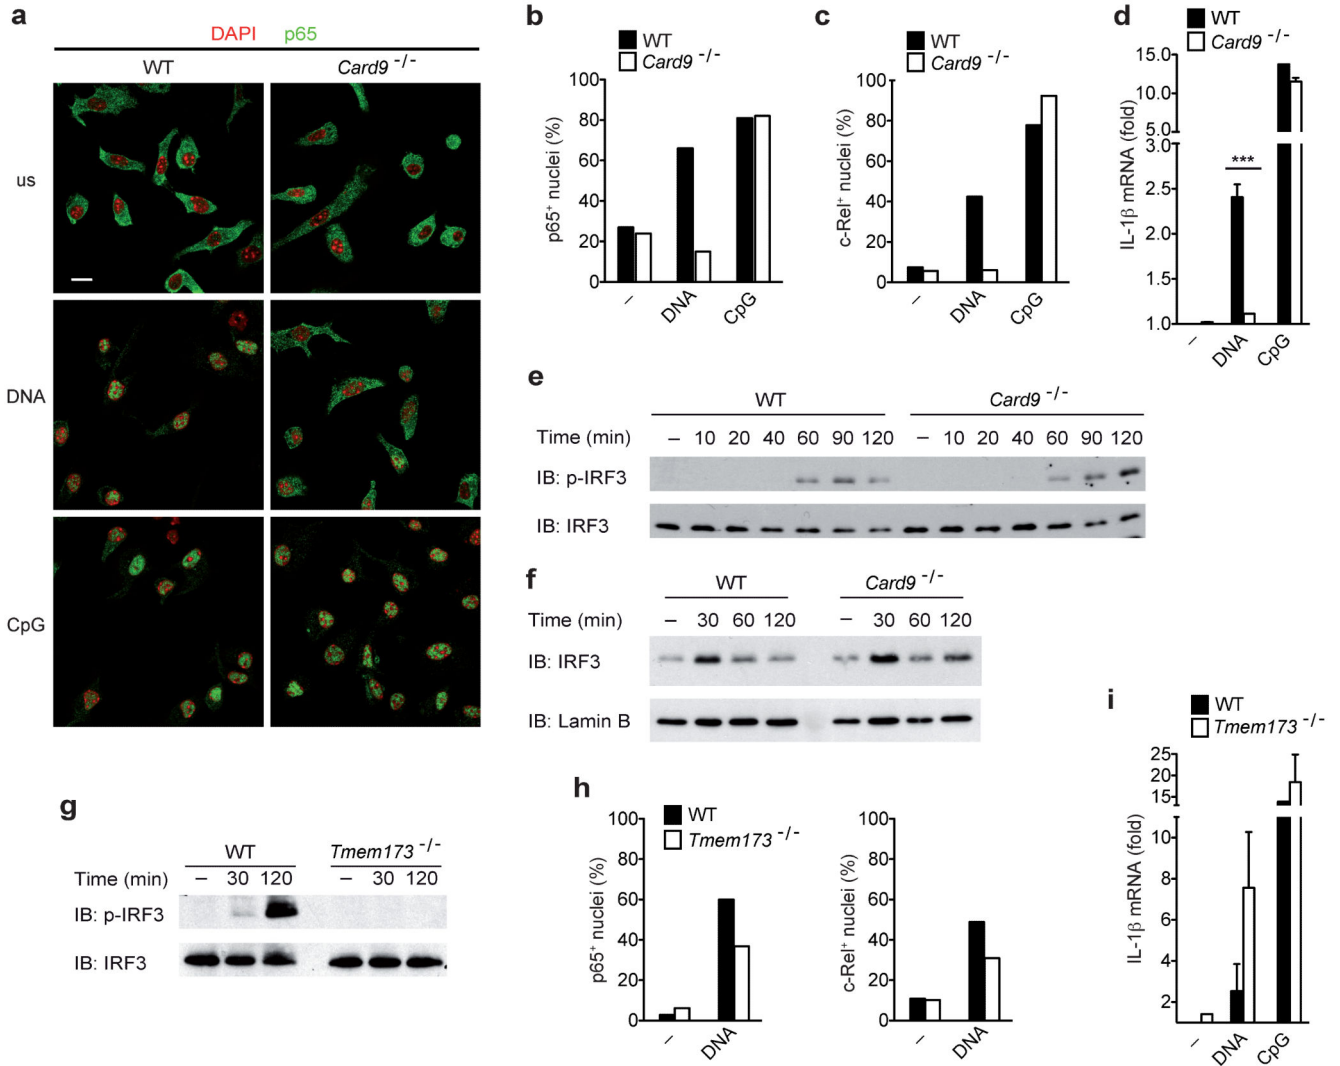 a
DAPI p65
WT Card9 -/-
us
DNA
CpG
b
WT
Card9 -/-
p65+ nuclei (%)
100
80
60
40
20
0
– DNA CpG
c
WT
Card9 -/-
c-Rel+ nuclei (%)
100
80
60
40
20
0
– DNA CpG
d
WT
Card9 -/-
IL-1β mRNA (fold)
15.0
10.0
5.0
3.0
2.5
2.0
1.5
1.0
***
– DNA CpG
e
WT Card9 -/-
Time (min) – 10 20 40 60 90 120 – 10 20 40 60 90 120
IB: p-IRF3
IB: IRF3
f
WT Card9 -/-
Time (min) – 30 60 120 – 30 60 120
IB: IRF3
IB: Lamin B
g
WT Tmem173 -/-
Time (min) – 30 120 – 30 120
IB: p-IRF3
IB: IRF3
h
WT
Tmem173 -/-
p65+ nuclei (%)
100
80
60
40
20
0
– DNA
c-Rel+ nuclei (%)
100
80
60
40
20
0
– DNA
i
WT
Tmem173 -/-
IL-1β mRNA (fold)
25
20
15
10
8
6
4
2
– DNA CpG